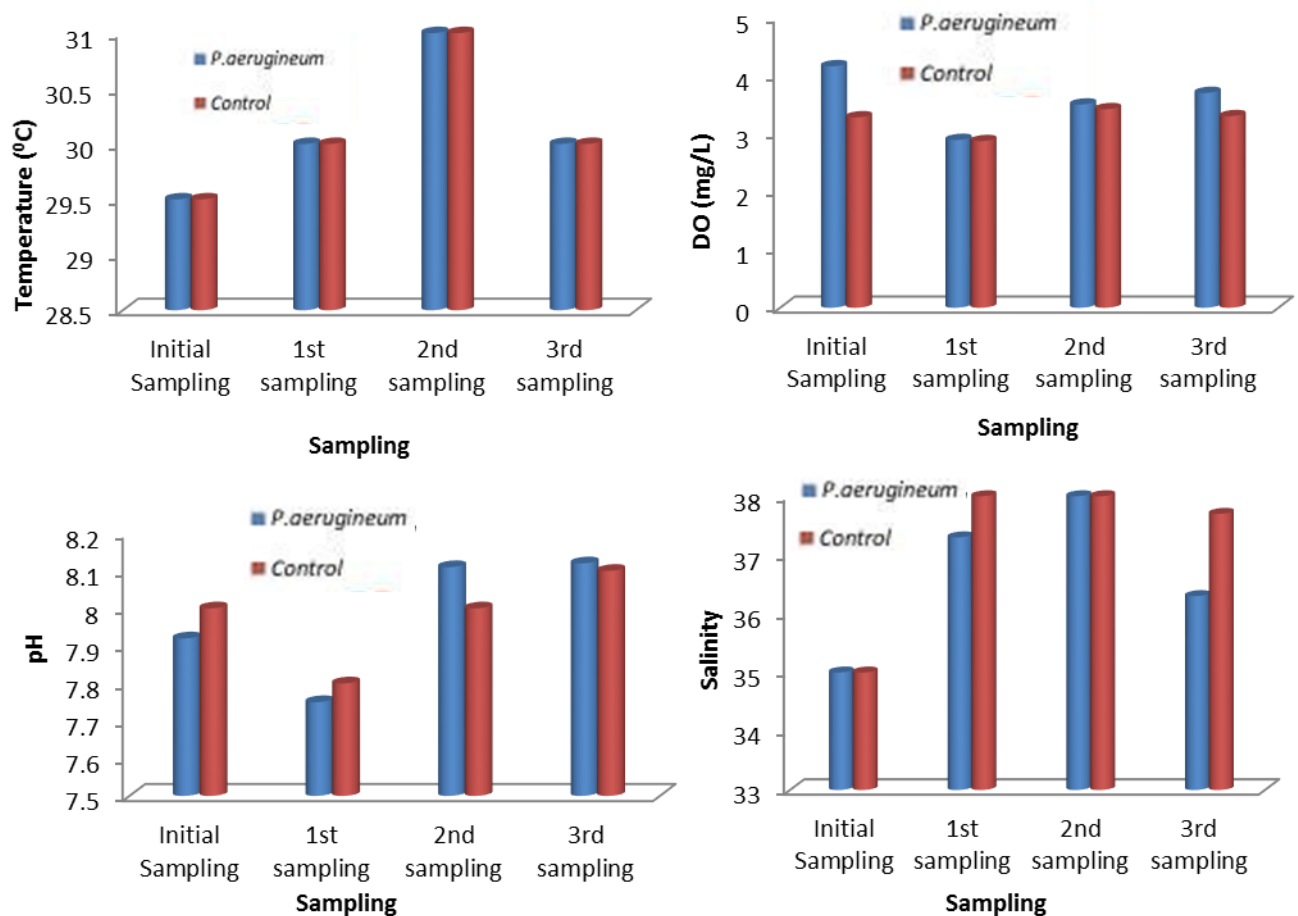 Temperature (⁰C)
31
30.5
30
29.5
29
28.5
P.aerugineum
Control
Initial
Sampling
1st
sampling
2nd
sampling
3rd
sampling
Sampling
DO (mg/L)
5
4
3
2
1
0
P.aerugineum
Control
Initial
Sampling
1st
sampling
2nd
sampling
3rd
sampling
Sampling
pH
8.2
8.1
8
7.9
7.8
7.7
7.6
7.5
P.aerugineum
Control
Initial
Sampling
1st
sampling
2nd
sampling
3rd
sampling
Sampling
Salinity
38
37
36
35
34
33
P.aerugineum
Control
Initial
Sampling
1st
sampling
2nd
sampling
3rd
sampling
Sampling